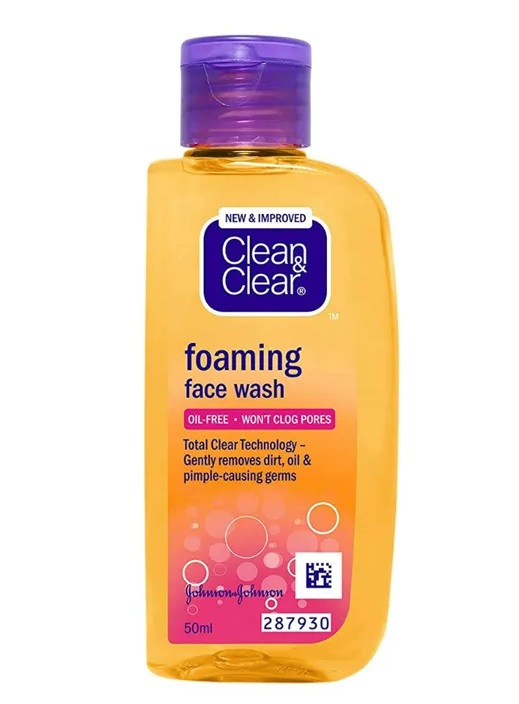 NEW & IMPROVED
Clean &
Clear®
TM
foaming
face wash
OIL-FREE • WON'T CLOG PORES
Total Clear Technology –
Gently removes dirt, oil &
pimple-causing germs
Johnson&Johnson
50ml
287930